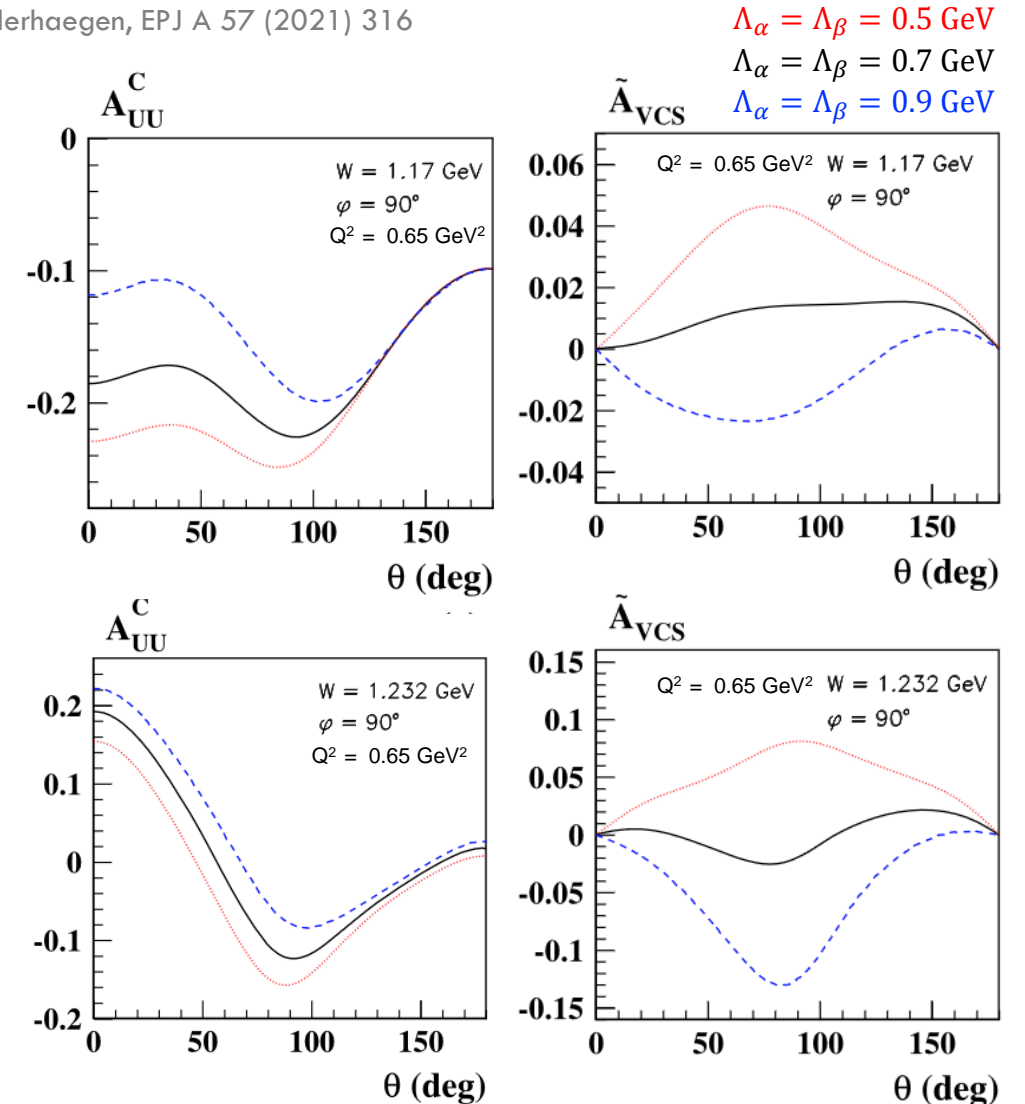 lerhaegen, EPJ A 57 (2021) 316
Λα = Λβ = 0.5 GeV
Λα = Λβ = 0.7 GeV
Λα = Λβ = 0.9 GeV
A^C_UU
0
-0.1
-0.2
W = 1.17 GeV
φ = 90°
Q² = 0.65 GeV²
0 50 100 150
θ (deg)
Ã_VCS
0.06
0.04
0.02
0
-0.02
-0.04
Q² = 0.65 GeV² W = 1.17 GeV
φ = 90°
0 50 100 150
θ (deg)
A^C_UU
0.2
0.1
0
-0.1
-0.2
W = 1.232 GeV
φ = 90°
Q² = 0.65 GeV²
0 50 100 150
θ (deg)
Ã_VCS
0.15
0.1
0.05
0
-0.05
-0.1
-0.15
Q² = 0.65 GeV² W = 1.232 GeV
φ = 90°
0 50 100 150
θ (deg)